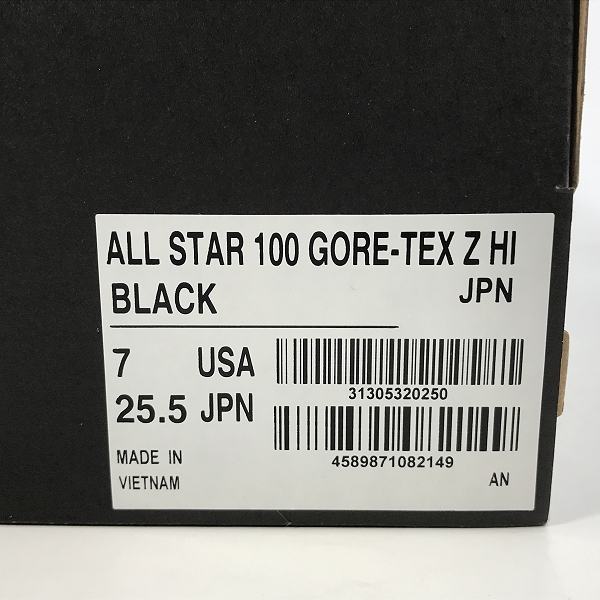 ALL STAR 100 GORE-TEX Z HI
BLACK JPN
7 USA
31305320250
25.5 JPN
4589871082149
MADE IN
VIETNAM AN